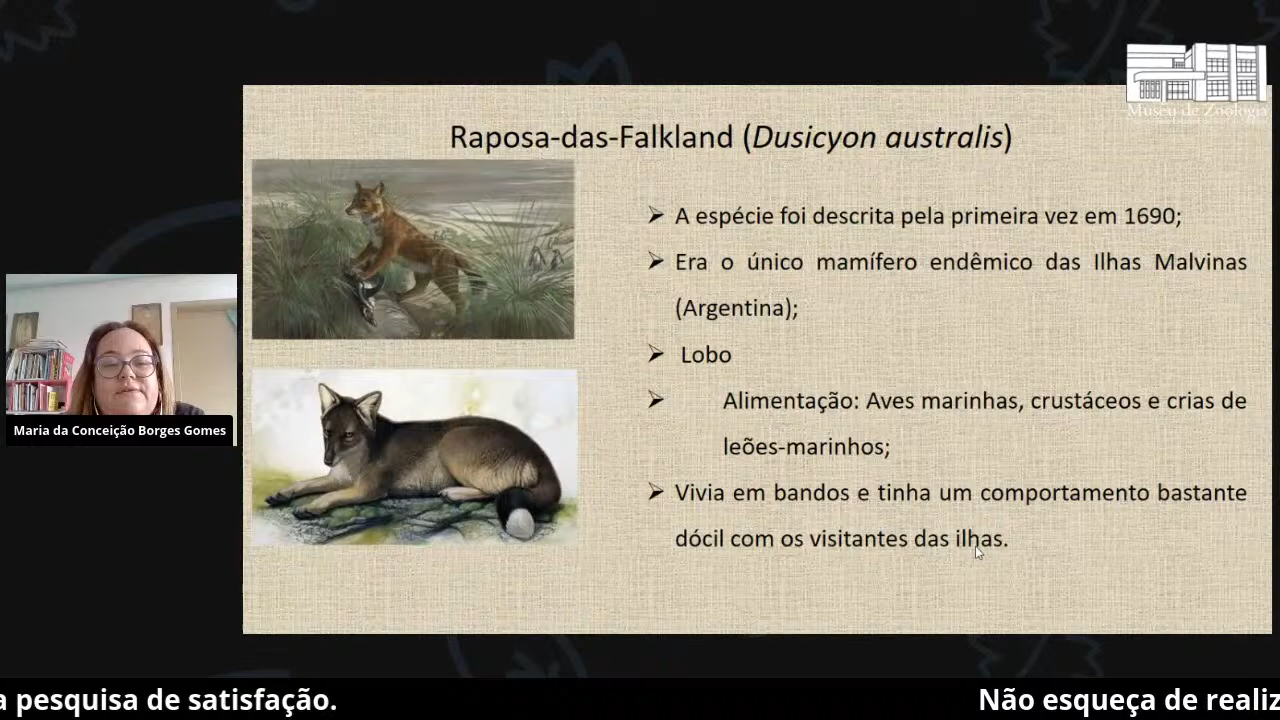 Museu de Zoologia
Raposa-das-Falkland (Dusicyon australis)
➢ A espécie foi descrita pela primeira vez em 1690;
➢ Era o único mamífero endêmico das Ilhas Malvinas
(Argentina);
➢ Lobo
➢ Alimentação: Aves marinhas, crustáceos e crias de
leões-marinhos;
➢ Vivia em bandos e tinha um comportamento bastante
dócil com os visitantes das ilhas.
Maria da Conceição Borges Gomes
a pesquisa de satisfação.
Não esqueça de realiz